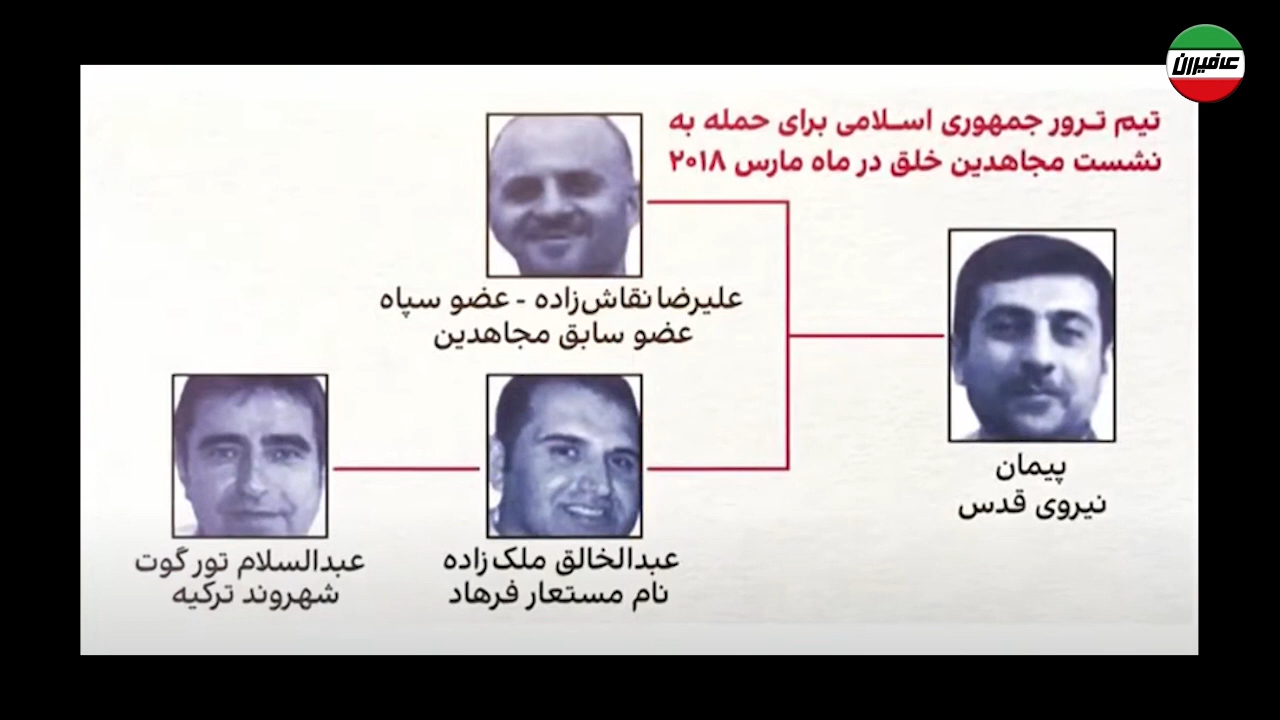 عافیران
تیم ترور جمهوری اسلامی برای حمله به
نشست مجاهدین خلق در ماه مارس ۲۰۱۸
علیرضا نقاش‌زاده - عضو سپاه
عضو سابق مجاهدین
پیمان
نیروی قدس
عبدالخالق ملک‌زاده
نام مستعار فرهاد
عبدالسلام تورگوت
شهروند ترکیه